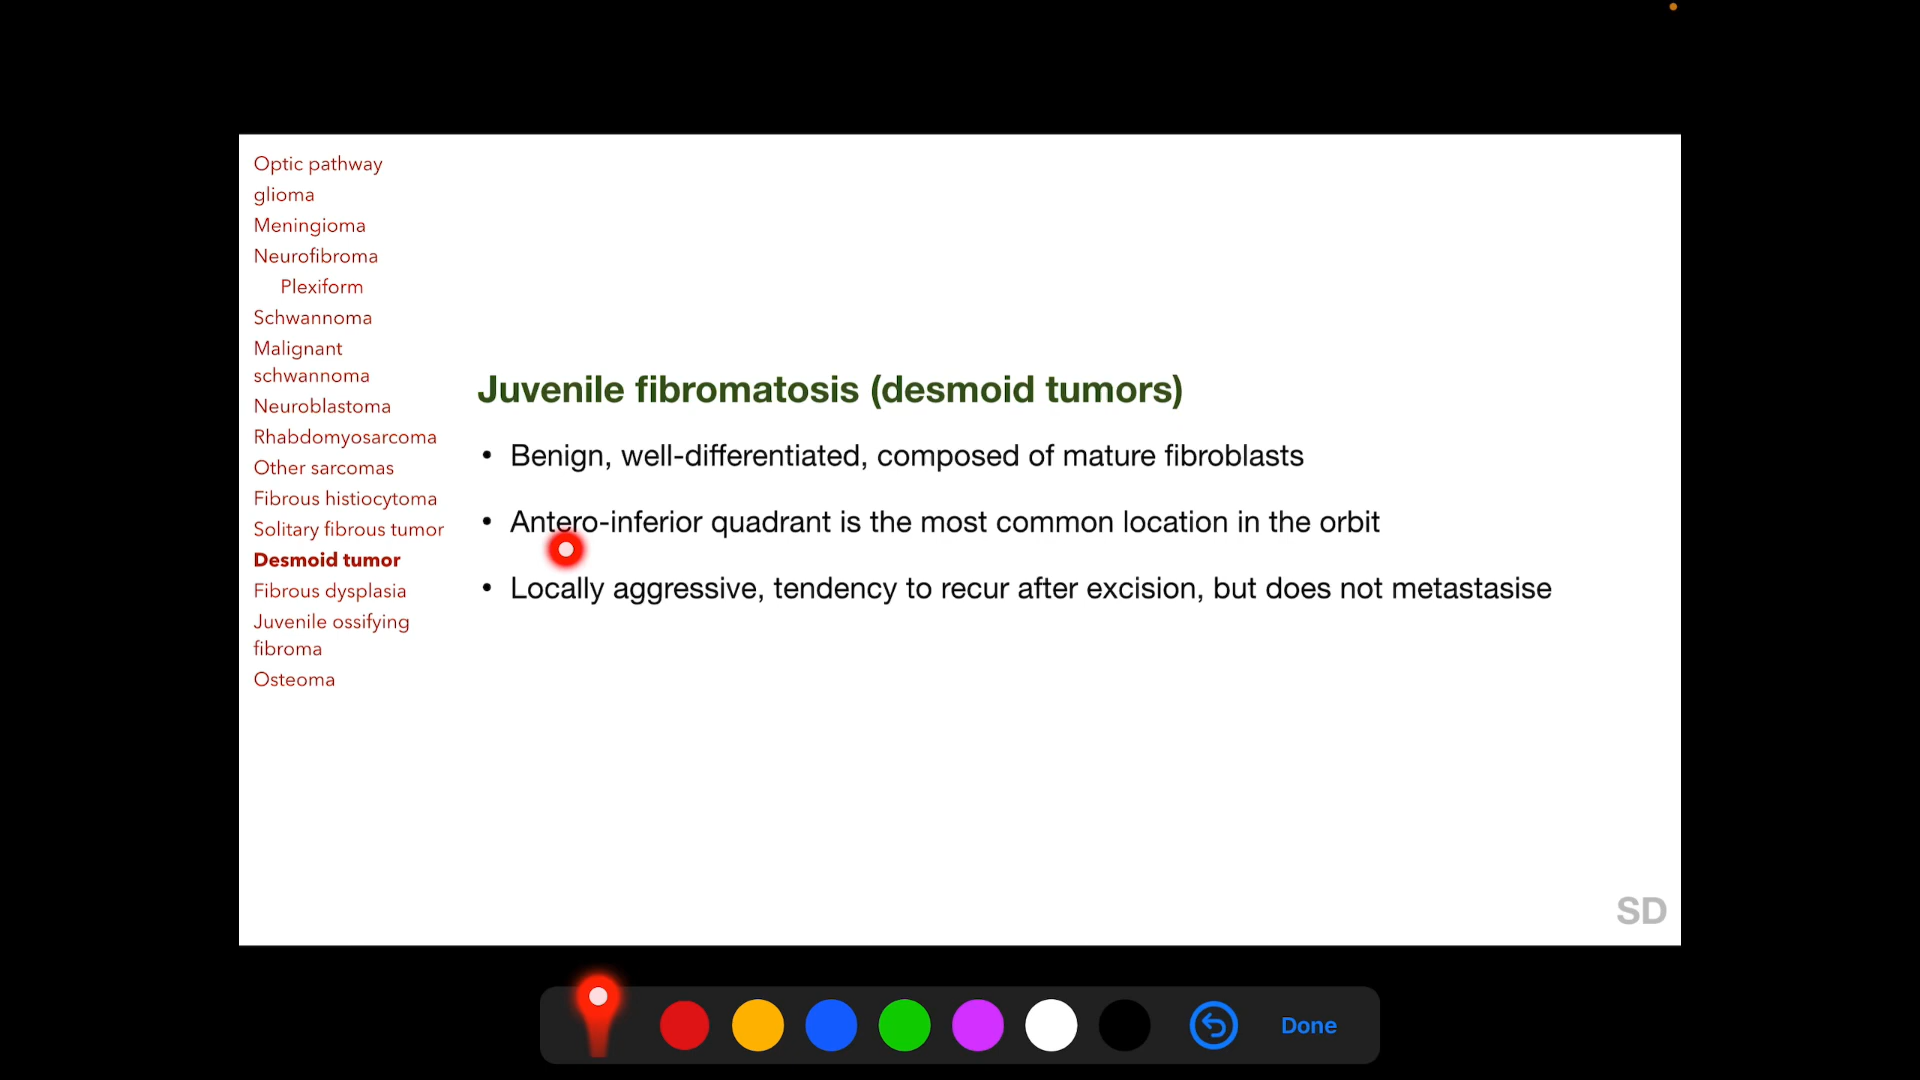 Optic pathway
glioma
Meningioma
Neurofibroma
Plexiform
Schwannoma
Malignant
schwannoma
Neuroblastoma
Rhabdomyosarcoma
Other sarcomas
Fibrous histiocytoma
Solitary fibrous tumor
Desmoid tumor
Fibrous dysplasia
Juvenile ossifying
fibroma
Osteoma
Juvenile fibromatosis (desmoid tumors)
• Benign, well-differentiated, composed of mature fibroblasts
• Antero-inferior quadrant is the most common location in the orbit
• Locally aggressive, tendency to recur after excision, but does not metastasise
SD
Done